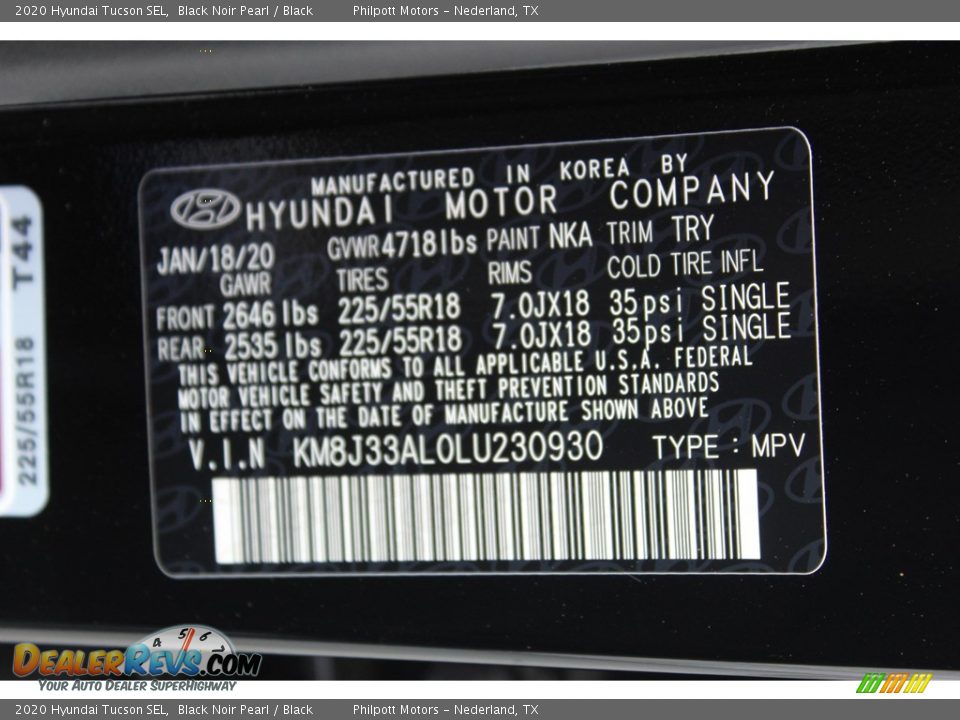 2020 Hyundai Tucson SEL, Black Noir Pearl / Black Philpott Motors - Nederland, TX
MANUFACTURED IN KOREA BY
HYUNDAI MOTOR COMPANY
JAN/18/20 GVWR 4718lbs PAINT NKA TRIM TRY
GAWR TIRES RIMS COLD TIRE INFL
FRONT 2646 lbs 225/55R18 7.0JX18 35psi SINGLE
REAR 2535 lbs 225/55R18 7.0JX18 35psi SINGLE
THIS VEHICLE CONFORMS TO ALL APPLICABLE U.S.A. FEDERAL
MOTOR VEHICLE SAFETY AND THEFT PREVENTION STANDARDS
IN EFFECT ON THE DATE OF MANUFACTURE SHOWN ABOVE
V.I.N KM8J33AL0LU230930 TYPE : MPV
225/55R18 T44
4 5 6 7
DEALERREVS.COM
YOUR AUTO DEALER SUPERHIGHWAY
2020 Hyundai Tucson SEL, Black Noir Pearl / Black Philpott Motors - Nederland, TX